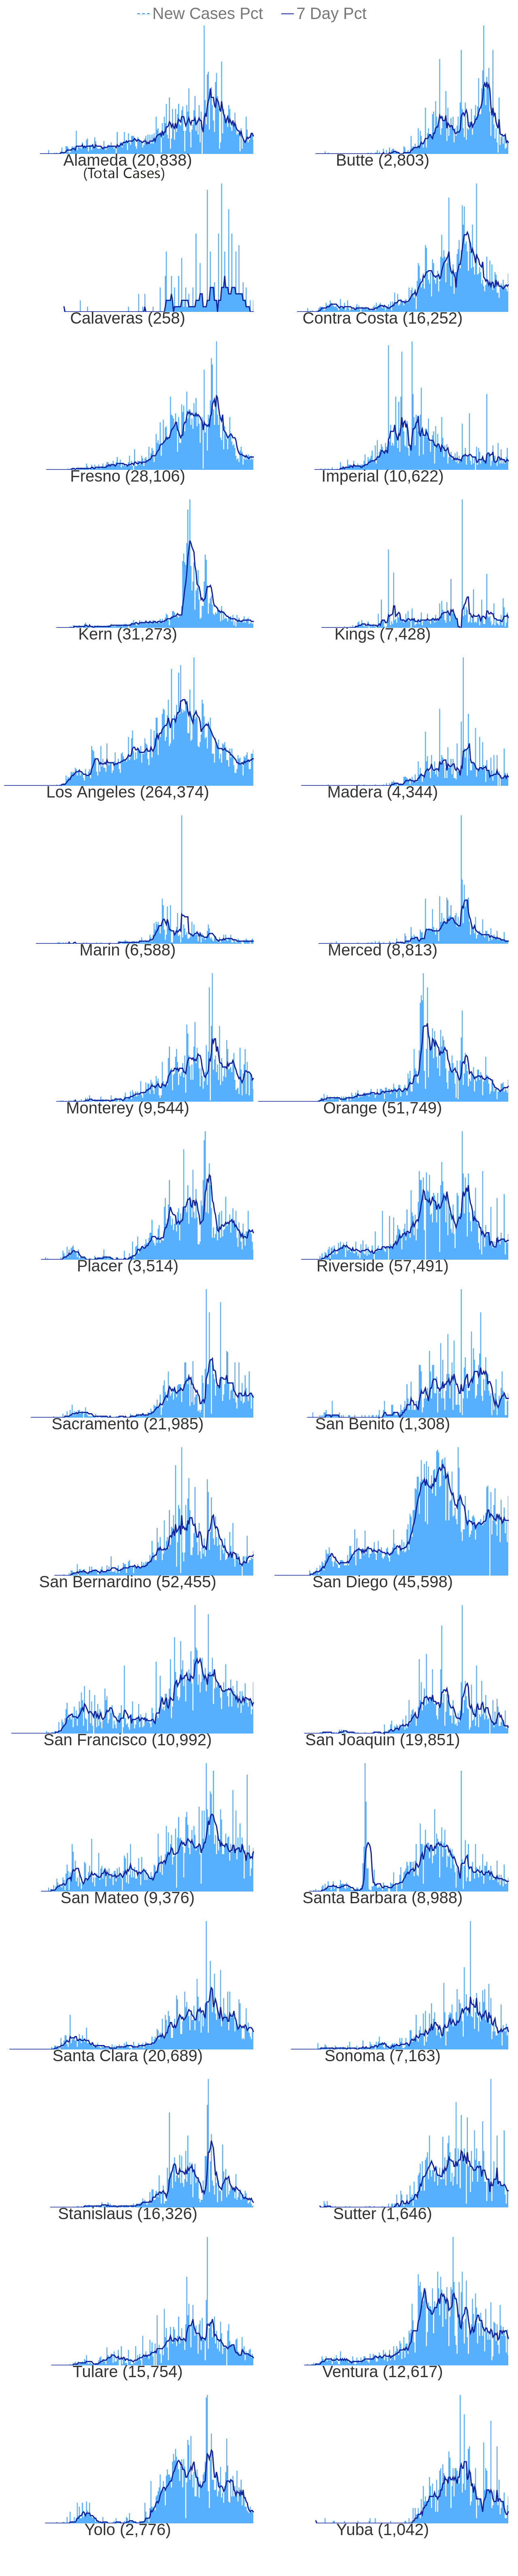 New Cases Pct 7 Day Pct
Alameda (20,838) Butte (2,803)
(Total Cases)
Calaveras (258) Contra Costa (16,252)
Fresno (28,106) Imperial (10,622)
Kern (31,273) Kings (7,428)
Los Angeles (264,374) Madera (4,344)
Marin (6,588) Merced (8,813)
Monterey (9,544) Orange (51,749)
Placer (3,514) Riverside (57,491)
Sacramento (21,985) San Benito (1,308)
San Bernardino (52,455) San Diego (45,598)
San Francisco (10,992) San Joaquin (19,851)
San Mateo (9,376) Santa Barbara (8,988)
Santa Clara (20,689) Sonoma (7,163)
Stanislaus (16,326) Sutter (1,646)
Tulare (15,754) Ventura (12,617)
Yolo (2,776) Yuba (1,042)